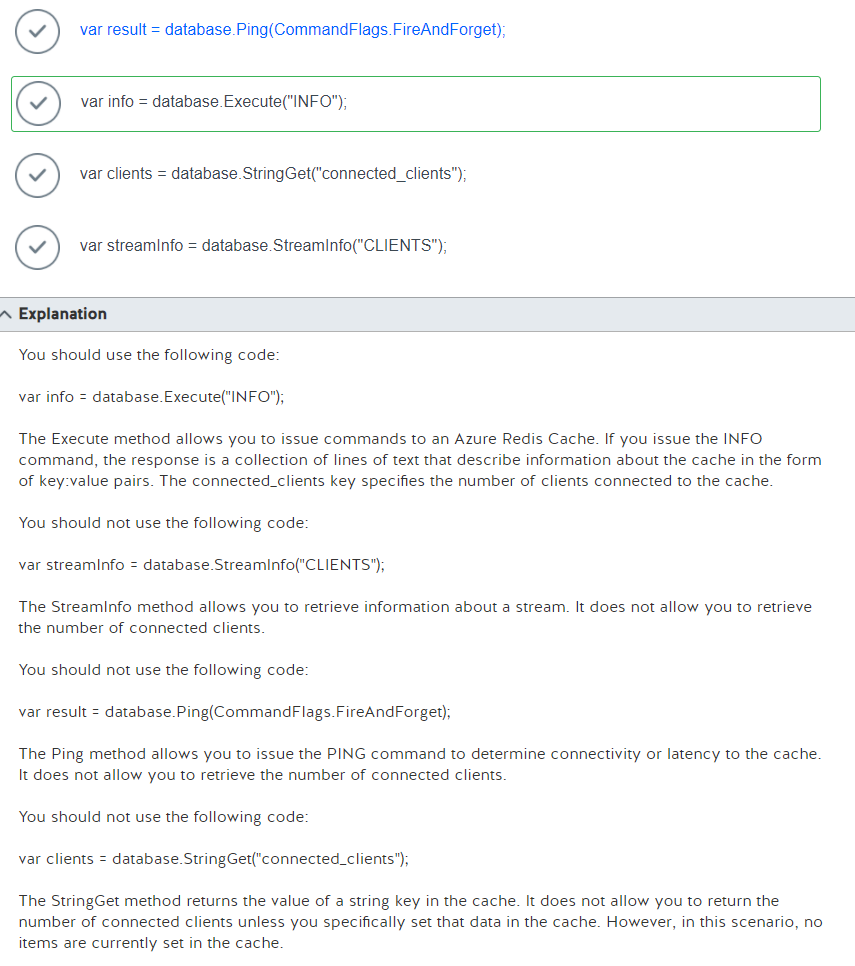 var result = database.Ping(CommandFlags.FireAndForget);
var info = database.Execute("INFO");
var clients = database.StringGet("connected_clients");
var streamInfo = database.StreamInfo("CLIENTS");
Explanation
You should use the following code:
var info = database.Execute("INFO");
The Execute method allows you to issue commands to an Azure Redis Cache. If you issue the INFO
command, the response is a collection of lines of text that describe information about the cache in the form
of key:value pairs. The connected_clients key specifies the number of clients connected to the cache.
You should not use the following code:
var streamInfo = database.StreamInfo("CLIENTS");
The StreamInfo method allows you to retrieve information about a stream. It does not allow you to retrieve
the number of connected clients.
You should not use the following code:
var result = database.Ping(CommandFlags.FireAndForget);
The Ping method allows you to issue the PING command to determine connectivity or latency to the cache.
It does not allow you to retrieve the number of connected clients.
You should not use the following code:
var clients = database.StringGet("connected_clients");
The StringGet method returns the value of a string key in the cache. It does not allow you to return the
number of connected clients unless you specifically set that data in the cache. However, in this scenario, no
items are currently set in the cache.